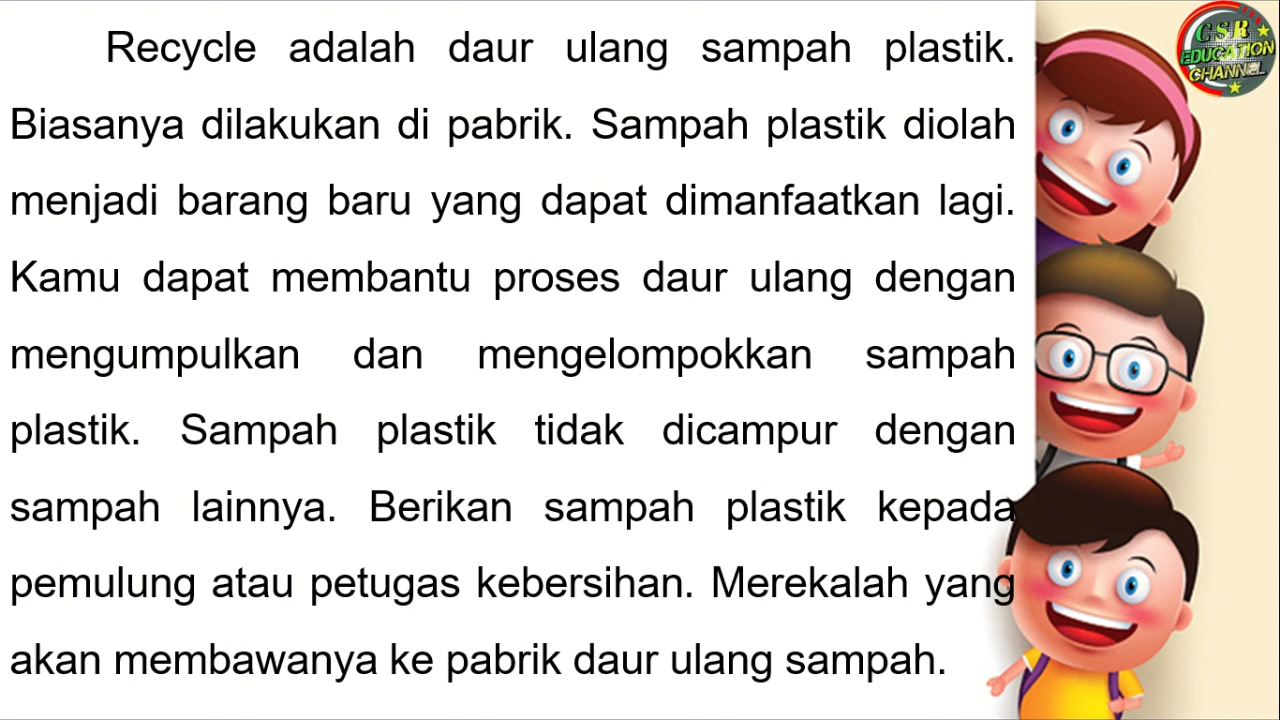 Recycle adalah daur ulang sampah plastik.
Biasanya dilakukan di pabrik. Sampah plastik diolah
menjadi barang baru yang dapat dimanfaatkan lagi.
Kamu dapat membantu proses daur ulang dengan
mengumpulkan dan mengelompokkan sampah
plastik. Sampah plastik tidak dicampur dengan
sampah lainnya. Berikan sampah plastik kepada
pemulung atau petugas kebersihan. Merekalah yang
akan membawanya ke pabrik daur ulang sampah.
CSR
EDUCATION
CHANNEL